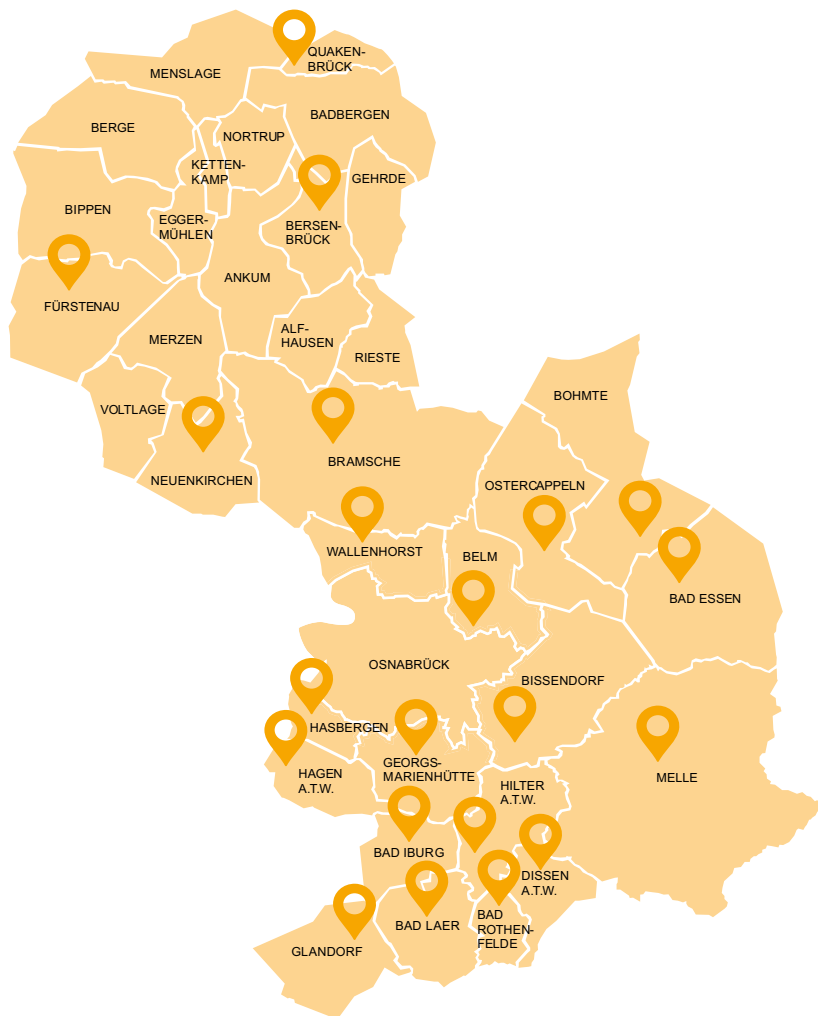 QUAKEN-
BRÜCK
MENSLAGE
BADBERGEN
BERGE
NORTRUP
KETTEN-
KAMP
GEHRDE
BIPPEN
EGGER-
MÜHLEN
BERSEN-
BRÜCK
ANKUM
FÜRSTENAU
MERZEN
ALF-
HAUSEN
RIESTE
VOLTLAGE
BOHMTE
BRAMSCHE
NEUENKIRCHEN
OSTERCAPPELN
WALLENHORST
BELM
BAD ESSEN
OSNABRÜCK
BISSENDORF
HASBERGEN
GEORGS-
MARIENHÜTTE
HAGEN
A.T.W.
MELLE
HILTER
A.T.W.
BAD IBURG
DISSEN
A.T.W.
BAD LAER
BAD
ROTHEN-
FELDE
GLANDORF